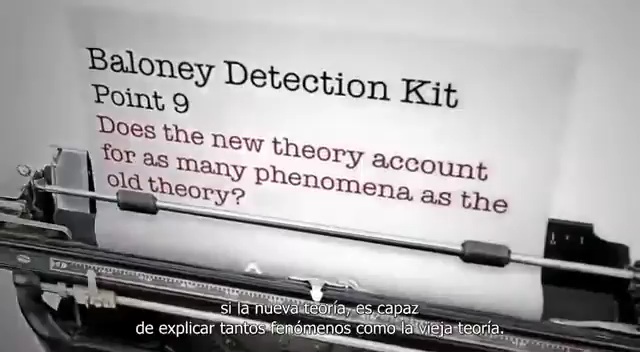 Baloney Detection Kit
Point 9
Does the new theory account
for as many phenomena as the
old theory?
si la nueva teoría, es capaz
de explicar tantos fenómenos como la vieja teoría.